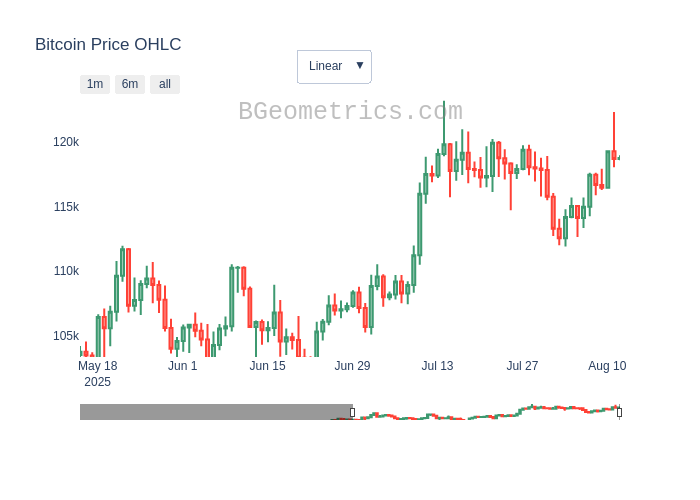 Bitcoin Price OHLC
Linear ▼
1m 6m all
BGeometrics.com
120k
115k
110k
105k
May 18 Jun 1 Jun 15 Jun 29 Jul 13 Jul 27 Aug 10
2025